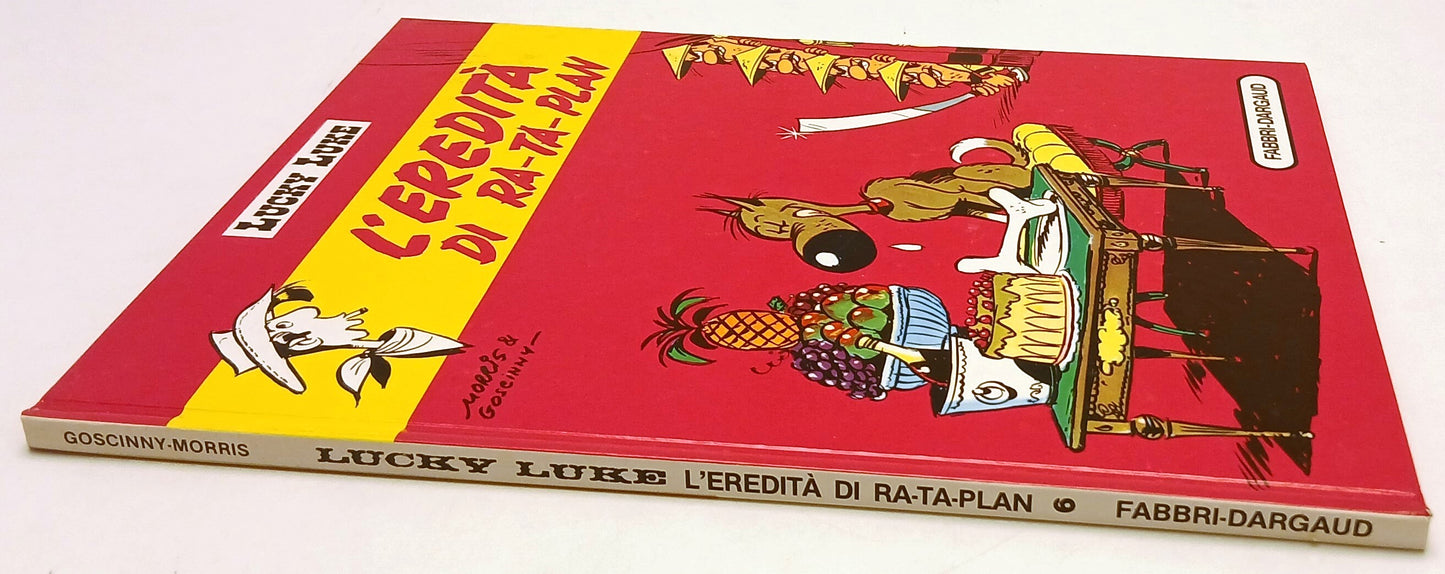 LUCKY LUKE
L'EREDITÀ
DI RA-TA-PLAN
MORRIS &
GOSCINNY
FABBRI-DARGAUD
GOSCINNY-MORRIS LUCKY LUKE L'EREDITÀ DI RA-TA-PLAN 6 FABBRI-DARGAUD